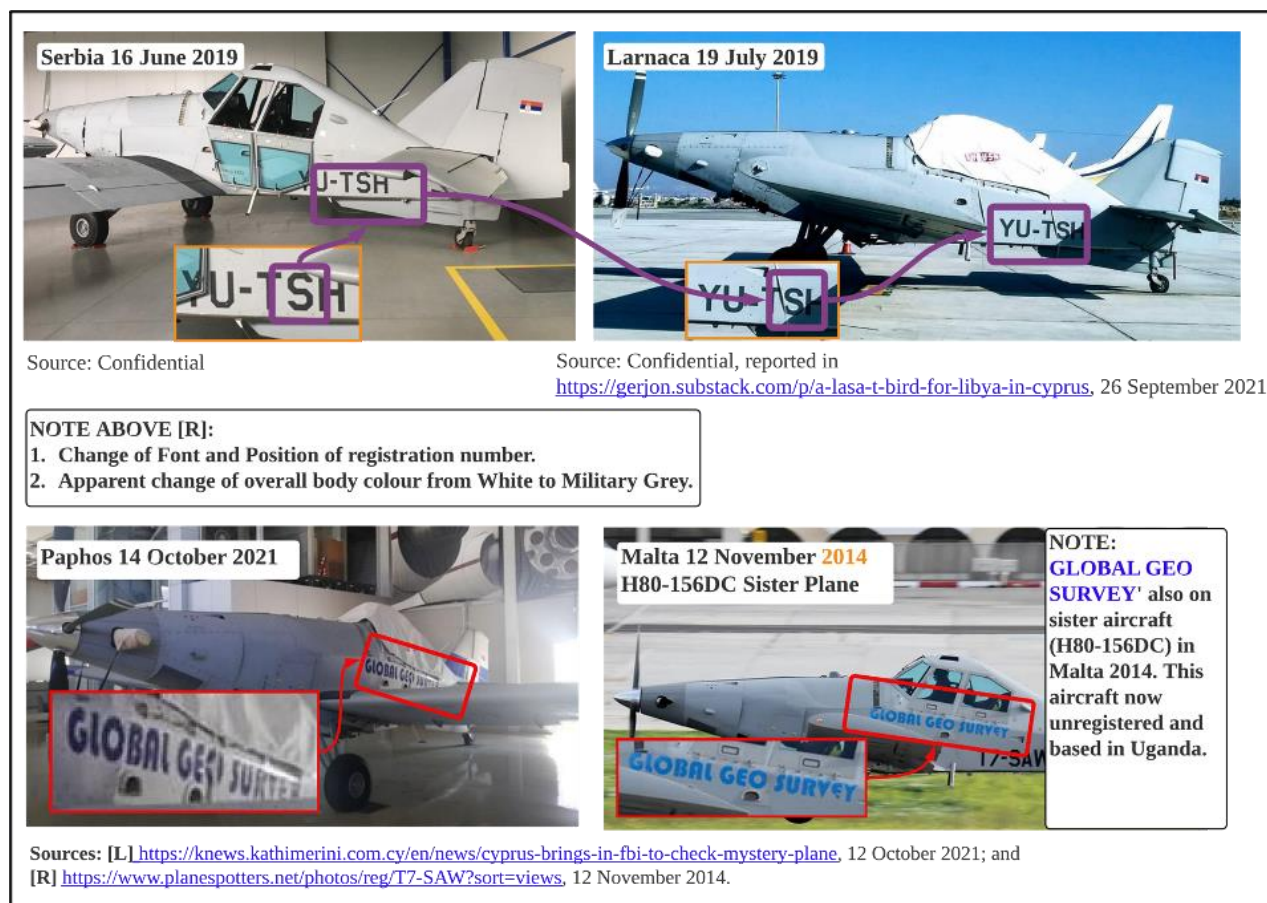 Serbia 16 June 2019
Larnaca 19 July 2019
U-TSH
YU-TSH
YU-TSH
YU-TSH
Source: Confidential
Source: Confidential, reported in
https://gerjon.substack.com/p/a-lasa-t-bird-for-libya-in-cyprus, 26 September 2021
NOTE ABOVE [R]:
1. Change of Font and Position of registration number.
2. Apparent change of overall body colour from White to Military Grey.
Paphos 14 October 2021
GLOBAL GEO SURVEY
GLOBAL GEO SURVEY
Malta 12 November 2014
H80-156DC Sister Plane
GLOBAL GEO SURVEY
T7-SAW
GLOBAL GEO SURVEY
NOTE:
GLOBAL GEO
SURVEY' also on
sister aircraft
(H80-156DC) in
Malta 2014. This
aircraft now
unregistered and
based in Uganda.
Sources: [L] https://knews.kathimerini.com.cy/en/news/cyprus-brings-in-fbi-to-check-mystery-plane, 12 October 2021; and
[R] https://www.planespotters.net/photos/reg/T7-SAW?sort=views, 12 November 2014.